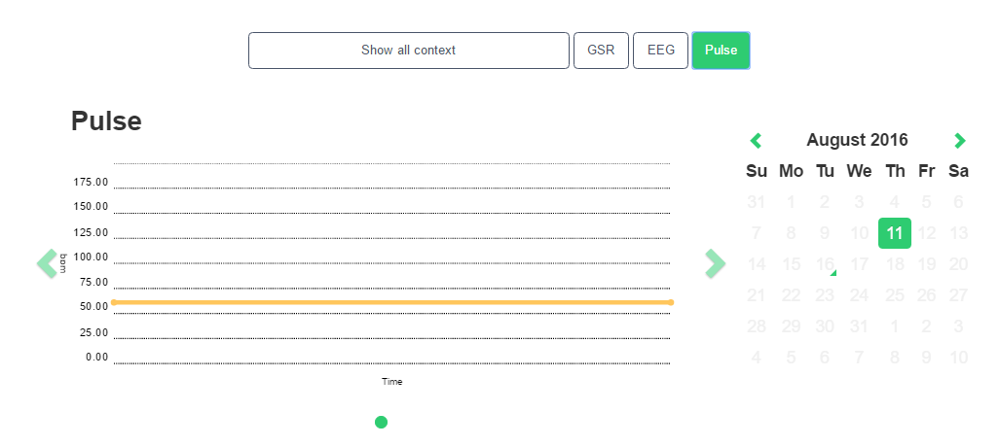 Show all context GSR EEG Pulse
Pulse
August 2016
Su Mo Tu We Th Fr Sa
31 1 2 3 4 5 6
7 8 9 10 11 12 13
14 15 16 17 18 19 20
21 22 23 24 25 26 27
28 29 30 31 1 2 3
4 5 6 7 8 9 10
175.00
150.00
125.00
100.00
75.00
50.00
25.00
0.00
bpm
Time